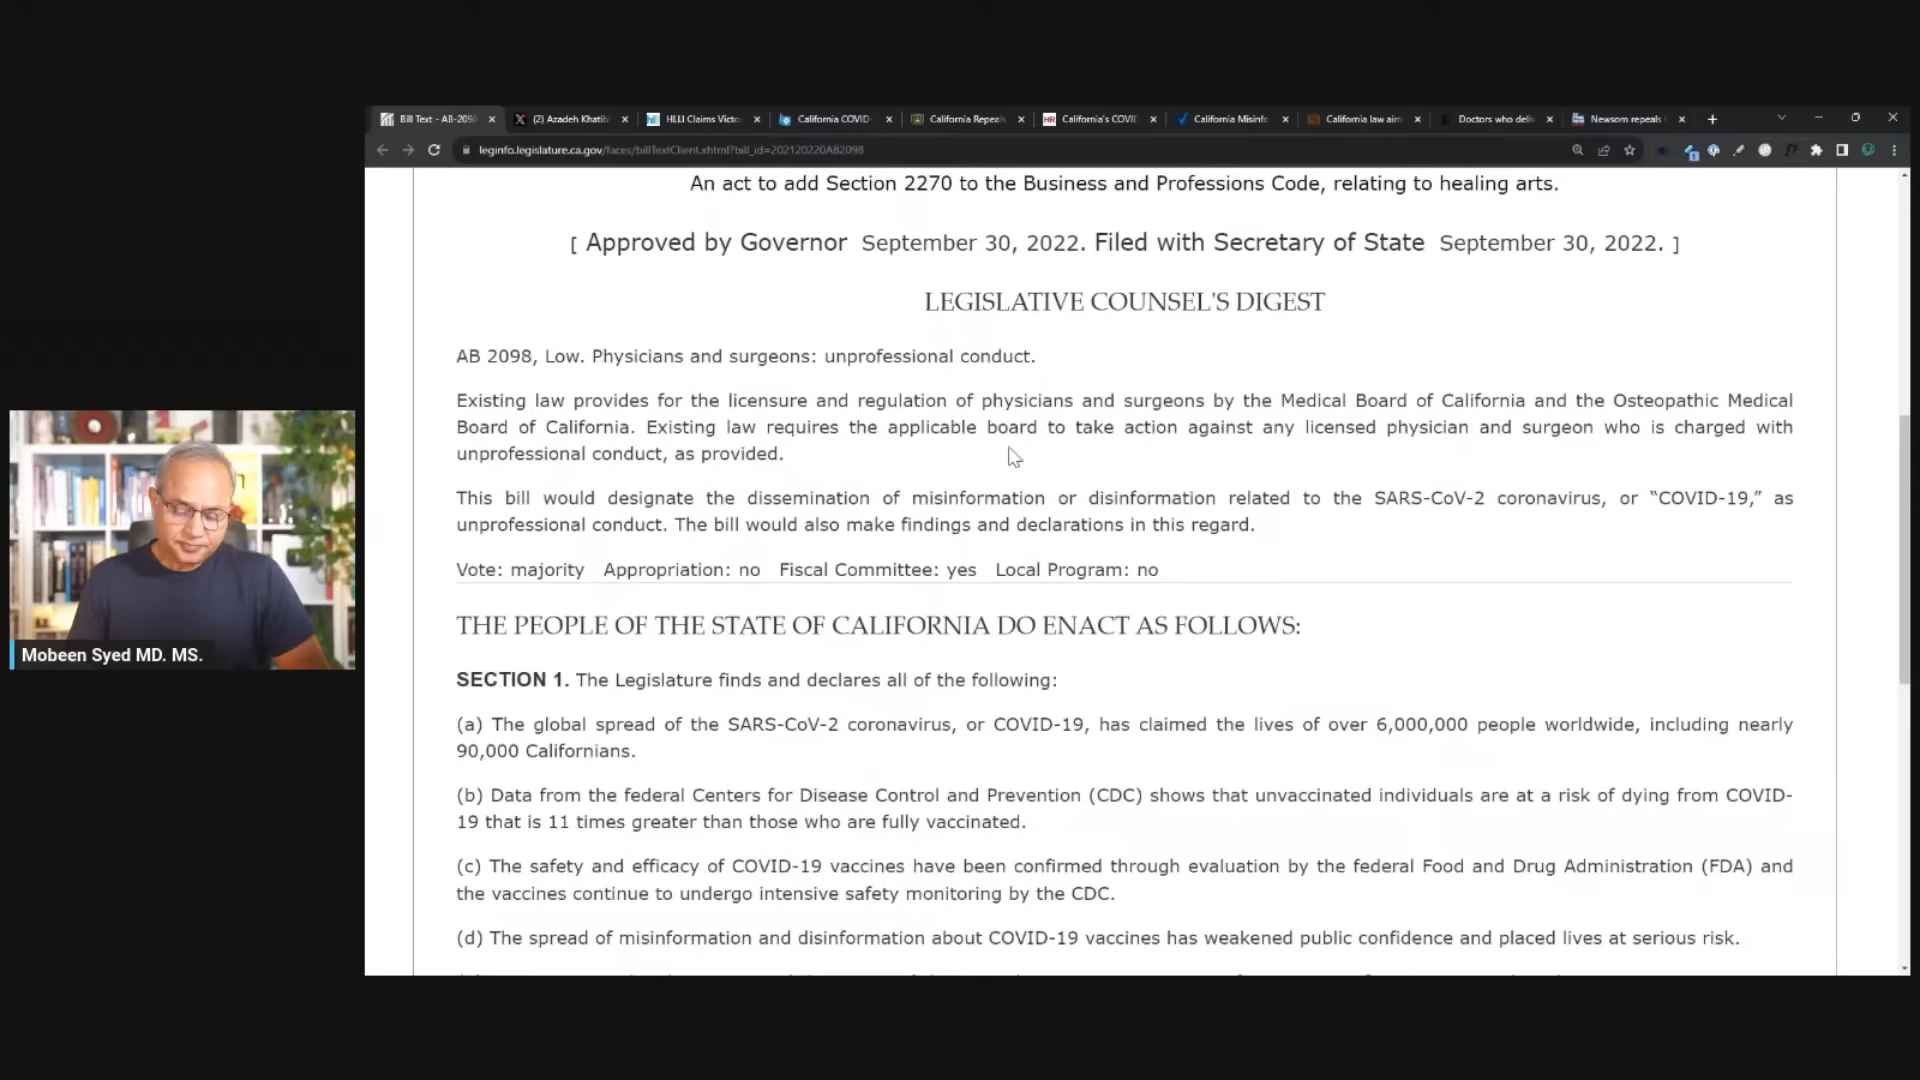 Bill Text - AB-209
(2) Azadeh Khatib
HLLI Claims Victo
California COVID-
California Repeal
HR
California's COVI
California Misinfo
California law aim
Doctors who deli
Newsom repeals
leginfo.legislature.ca.gov/faces/billTextClient.xhtml?bill_id=202120220AB2098
An act to add Section 2270 to the Business and Professions Code, relating to healing arts.
[ Approved by Governor September 30, 2022. Filed with Secretary of State September 30, 2022. ]
LEGISLATIVE COUNSEL'S DIGEST
AB 2098, Low. Physicians and surgeons: unprofessional conduct.
Existing law provides for the licensure and regulation of physicians and surgeons by the Medical Board of California and the Osteopathic Medical
Board of California. Existing law requires the applicable board to take action against any licensed physician and surgeon who is charged with
unprofessional conduct, as provided.
This bill would designate the dissemination of misinformation or disinformation related to the SARS-CoV-2 coronavirus, or “COVID-19,” as
unprofessional conduct. The bill would also make findings and declarations in this regard.
Vote: majority Appropriation: no Fiscal Committee: yes Local Program: no
THE PEOPLE OF THE STATE OF CALIFORNIA DO ENACT AS FOLLOWS:
SECTION 1. The Legislature finds and declares all of the following:
(a) The global spread of the SARS-CoV-2 coronavirus, or COVID-19, has claimed the lives of over 6,000,000 people worldwide, including nearly
90,000 Californians.
(b) Data from the federal Centers for Disease Control and Prevention (CDC) shows that unvaccinated individuals are at a risk of dying from COVID-
19 that is 11 times greater than those who are fully vaccinated.
(c) The safety and efficacy of COVID-19 vaccines have been confirmed through evaluation by the federal Food and Drug Administration (FDA) and
the vaccines continue to undergo intensive safety monitoring by the CDC.
(d) The spread of misinformation and disinformation about COVID-19 vaccines has weakened public confidence and placed lives at serious risk.
Mobeen Syed MD. MS.